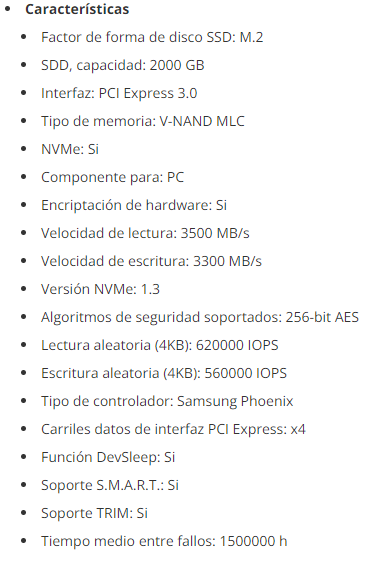 Características
Factor de forma de disco SSD: M.2
SDD, capacidad: 2000 GB
Interfaz: PCI Express 3.0
Tipo de memoria: V-NAND MLC
NVMe: Si
Componente para: PC
Encriptación de hardware: Si
Velocidad de lectura: 3500 MB/s
Velocidad de escritura: 3300 MB/s
Versión NVMe: 1.3
Algoritmos de seguridad soportados: 256-bit AES
Lectura aleatoria (4KB): 620000 IOPS
Escritura aleatoria (4KB): 560000 IOPS
Tipo de controlador: Samsung Phoenix
Carriles datos de interfaz PCI Express: x4
Función DevSleep: Si
Soporte S.M.A.R.T.: Si
Soporte TRIM: Si
Tiempo medio entre fallos: 1500000 h